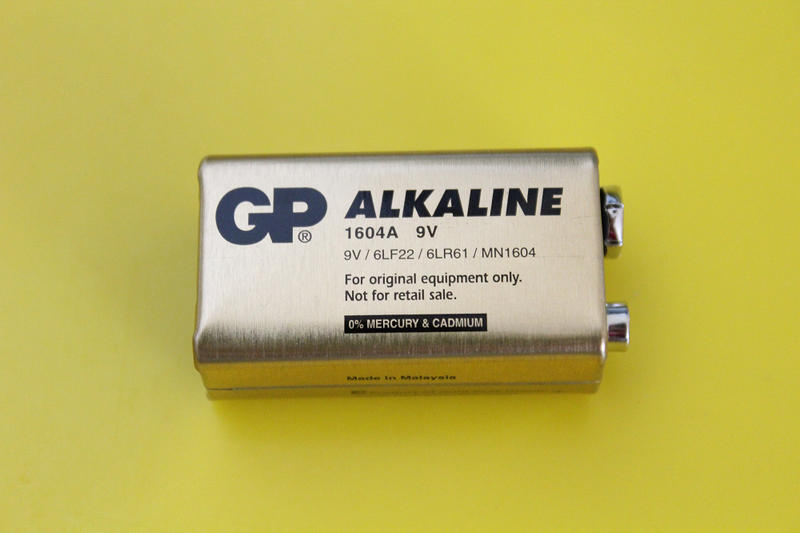 GP®
ALKALINE
1604A 9V
9V / 6LF22 / 6LR61 / MN1604
For original equipment only.
Not for retail sale.
0% MERCURY & CADMIUM
Made in Malaysia